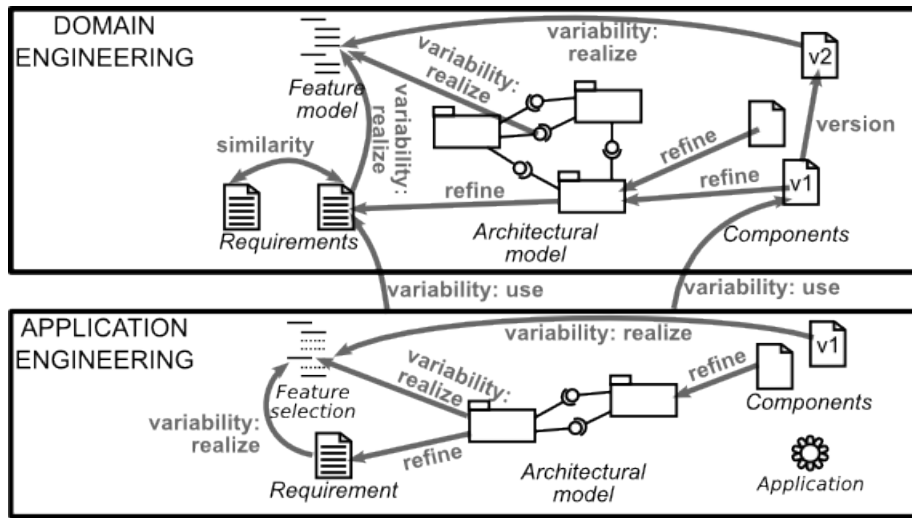 DOMAIN
ENGINEERING
Feature
model
variability:
realize
variability:
realize
variability:
realize
v2
version
similarity
refine
refine
refine
v1
Requirements
Architectural
model
Components
variability: use
variability: use
APPLICATION
ENGINEERING
variability: realize
v1
Feature
selection
variability:
realize
refine
Components
variability:
realize
refine
Requirement
Architectural
model
Application